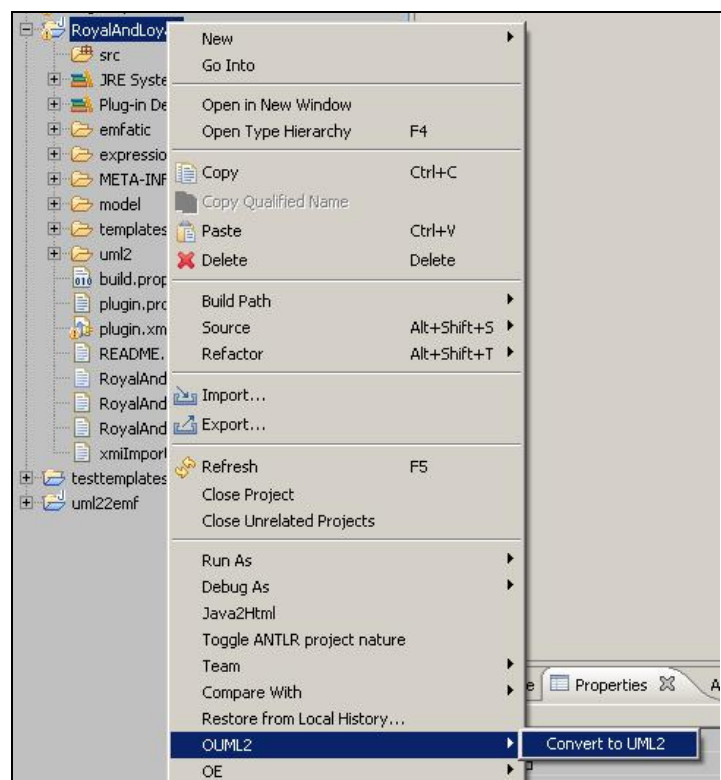 RoyalAndLoy
src
JRE Syste
Plug-in De
emfatic
expressio
META-INF
model
templates
uml2
build.prop
plugin.pro
plugin.xm
README.
RoyalAnd
RoyalAnd
RoyalAnd
xmiImpor
testtemplates
uml22emf
New
Go Into
Open in New Window
Open Type Hierarchy F4
Copy Ctrl+C
Copy Qualified Name
Paste Ctrl+V
Delete Delete
Build Path
Source Alt+Shift+S
Refactor Alt+Shift+T
Import...
Export...
Refresh F5
Close Project
Close Unrelated Projects
Run As
Debug As
Java2Html
Toggle ANTLR project nature
Team
Compare With
Restore from Local History...
OUML2
OE
Convert to UML2
e
Properties
A